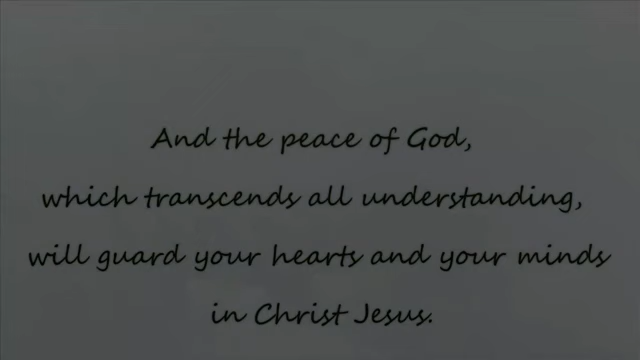 And the peace of God,
which transcends all understanding,
will guard your hearts and your minds
in Christ Jesus.